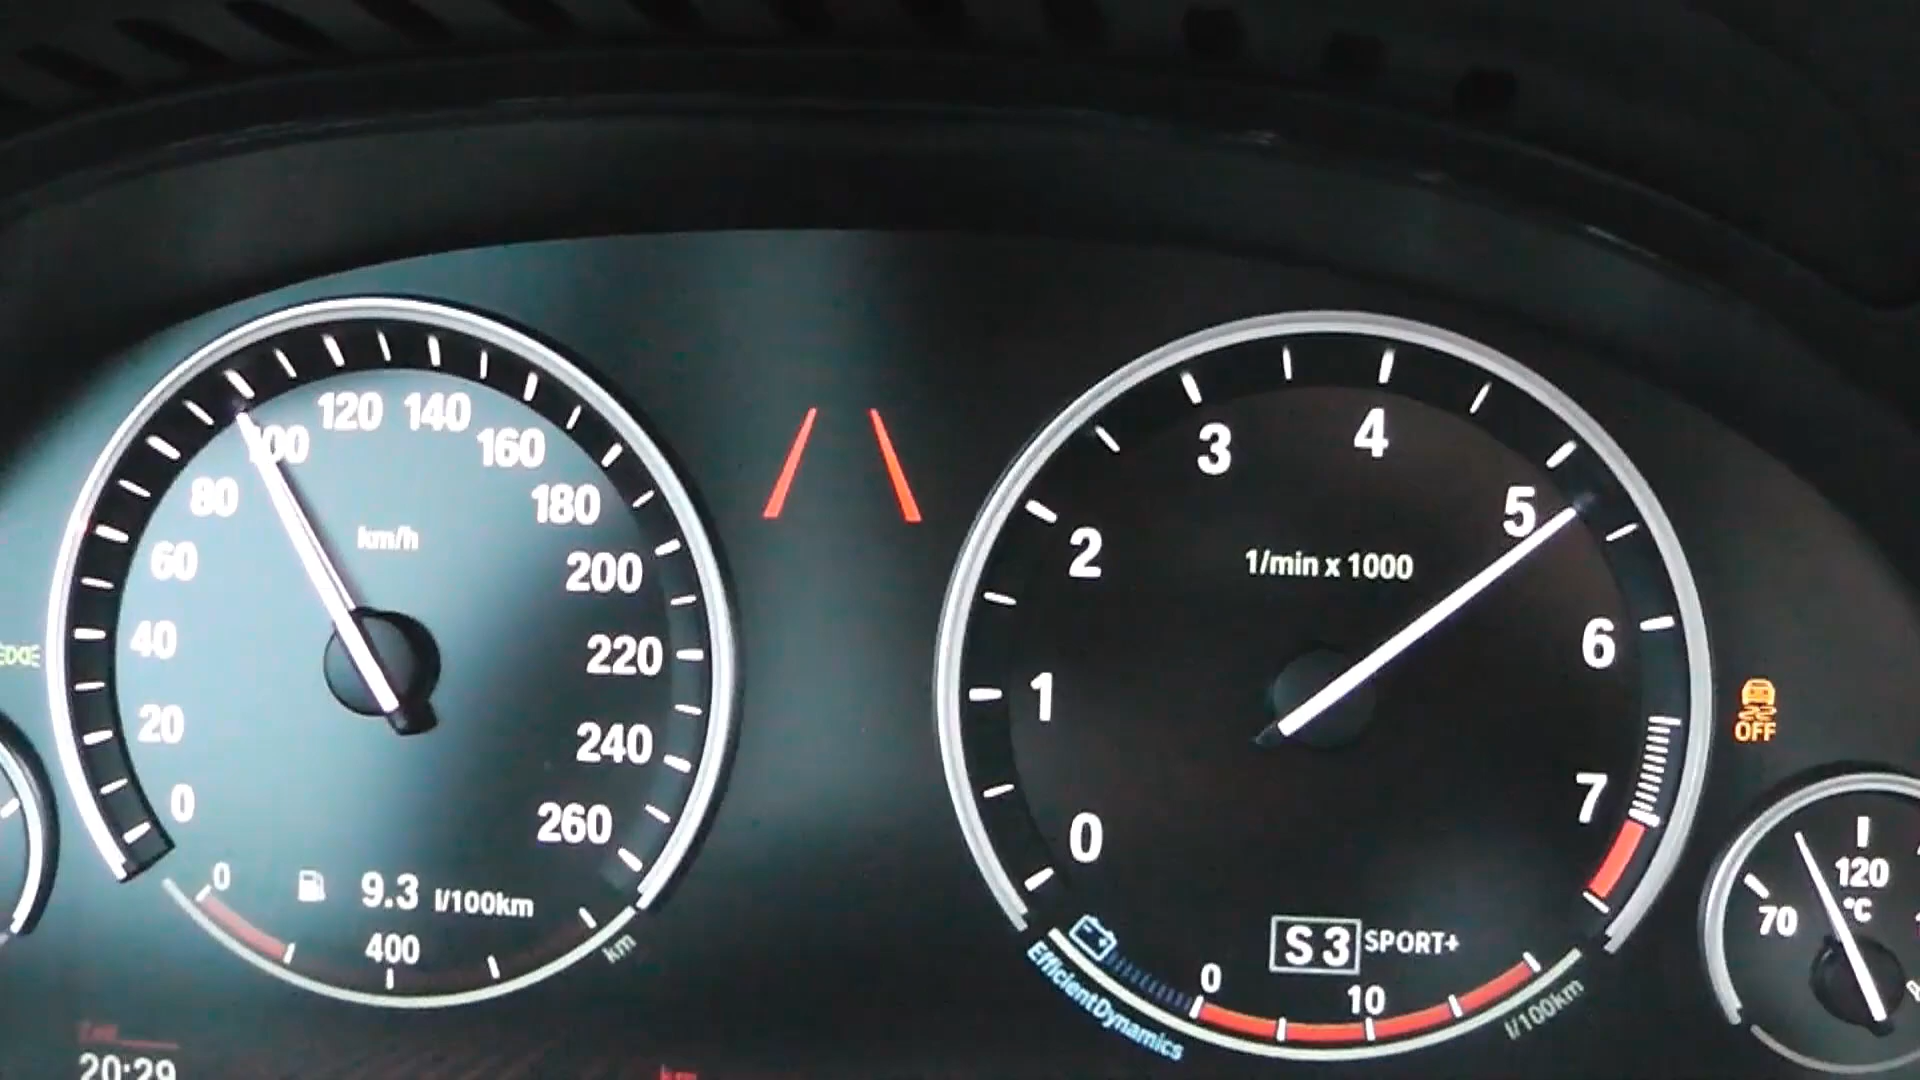 0
20
40
60
80
100
120
140
160
180
200
220
240
260
km/h
0
9.3 l/100km
400
km
20:29
km
0
1
2
3
4
5
6
7
1/min x 1000
S 3 SPORT+
0
10
l/100km
EfficientDynamics
OFF
70
120
°C